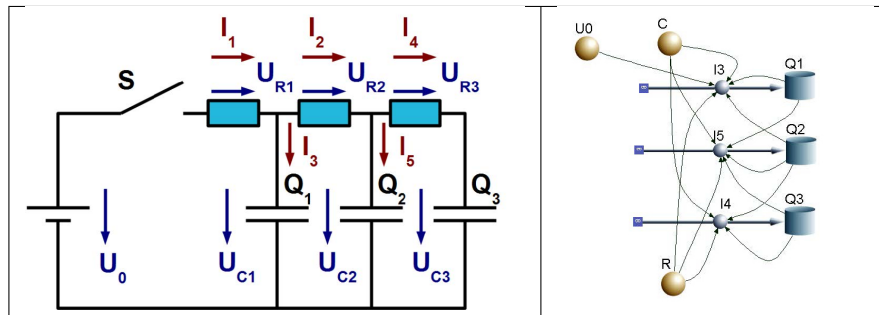 I1 I2 I4
S UR1 UR2 UR3
I3 I5
Q1 Q2 Q3
U0 UC1 UC2 UC3
U0 C
I3 Q1
I5 Q2
I4 Q3
R